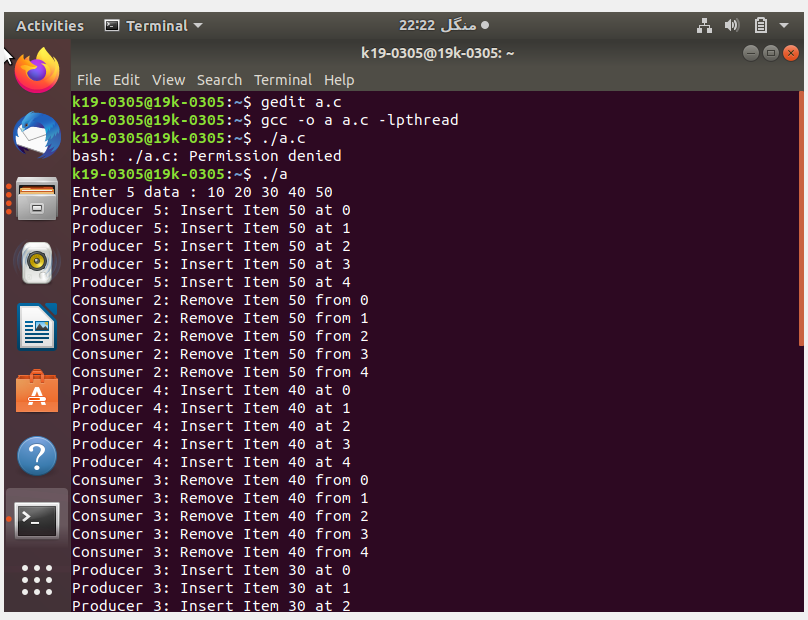 Activities Terminal 22:22 منگل
k19-0305@19k-0305: ~
File Edit View Search Terminal Help
k19-0305@19k-0305:~$ gedit a.c
k19-0305@19k-0305:~$ gcc -o a a.c -lpthread
k19-0305@19k-0305:~$ ./a.c
bash: ./a.c: Permission denied
k19-0305@19k-0305:~$ ./a
Enter 5 data : 10 20 30 40 50
Producer 5: Insert Item 50 at 0
Producer 5: Insert Item 50 at 1
Producer 5: Insert Item 50 at 2
Producer 5: Insert Item 50 at 3
Producer 5: Insert Item 50 at 4
Consumer 2: Remove Item 50 from 0
Consumer 2: Remove Item 50 from 1
Consumer 2: Remove Item 50 from 2
Consumer 2: Remove Item 50 from 3
Consumer 2: Remove Item 50 from 4
Producer 4: Insert Item 40 at 0
Producer 4: Insert Item 40 at 1
Producer 4: Insert Item 40 at 2
Producer 4: Insert Item 40 at 3
Producer 4: Insert Item 40 at 4
Consumer 3: Remove Item 40 from 0
Consumer 3: Remove Item 40 from 1
Consumer 3: Remove Item 40 from 2
Consumer 3: Remove Item 40 from 3
Consumer 3: Remove Item 40 from 4
Producer 3: Insert Item 30 at 0
Producer 3: Insert Item 30 at 1
Producer 3: Insert Item 30 at 2